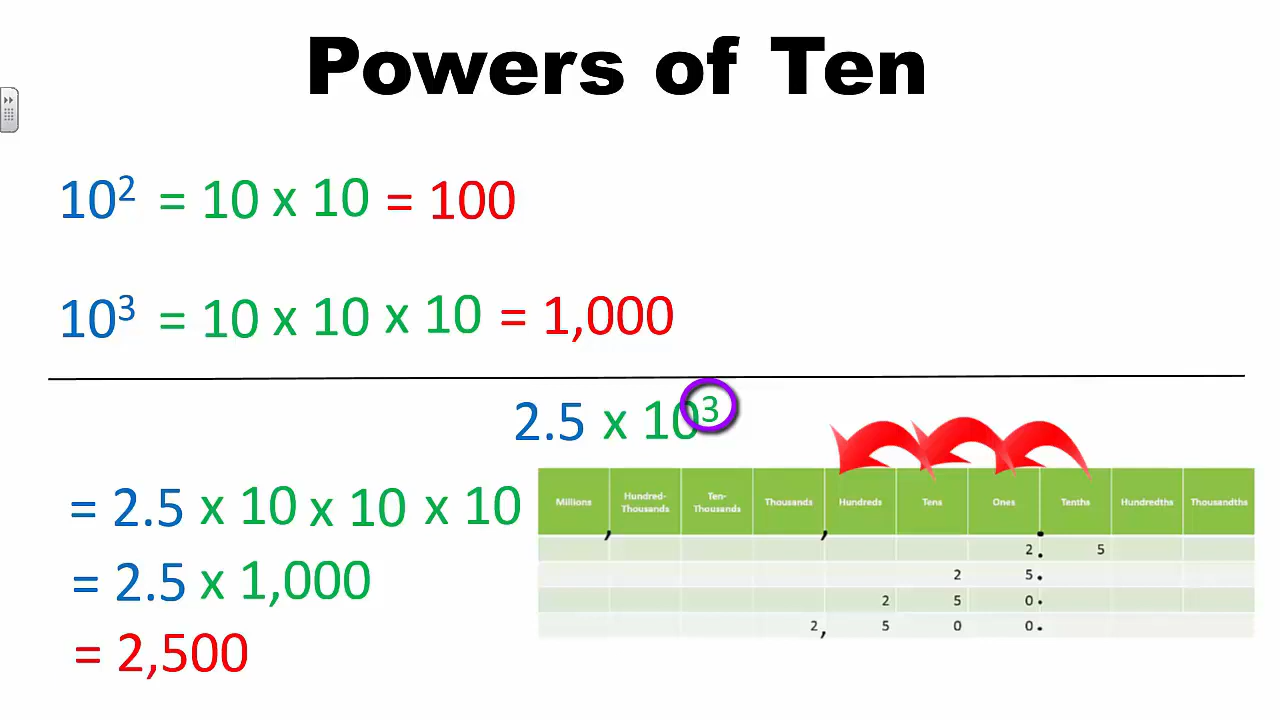 Powers of Ten
10² = 10 x 10 = 100
10³ = 10 x 10 x 10 = 1,000
2.5 x 10³
= 2.5 x 10 x 10 x 10
= 2.5 x 1,000
= 2,500
Millions , Hundred-Thousands Ten-Thousands Thousands , Hundreds Tens Ones . Tenths Hundredths Thousandths
2. 5
2 5.
2 5 0.
2, 5 0 0.